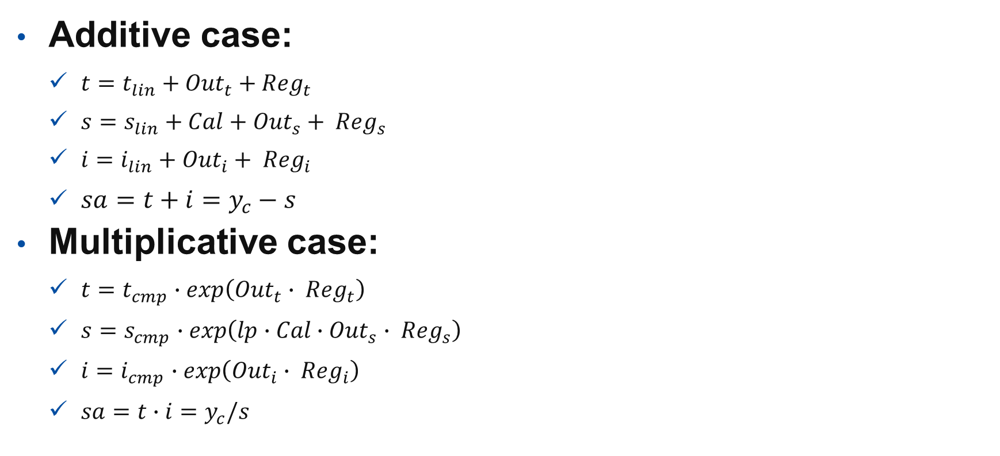 • Additive case:
✓ t = t_lin + Out_t + Reg_t
✓ s = s_lin + Cal + Out_s + Reg_s
✓ i = i_lin + Out_i + Reg_i
✓ sa = t + i = y_c − s
• Multiplicative case:
✓ t = t_cmp · exp(Out_t · Reg_t)
✓ s = s_cmp · exp(lp · Cal · Out_s · Reg_s)
✓ i = i_cmp · exp(Out_i · Reg_i)
✓ sa = t · i = y_c/s